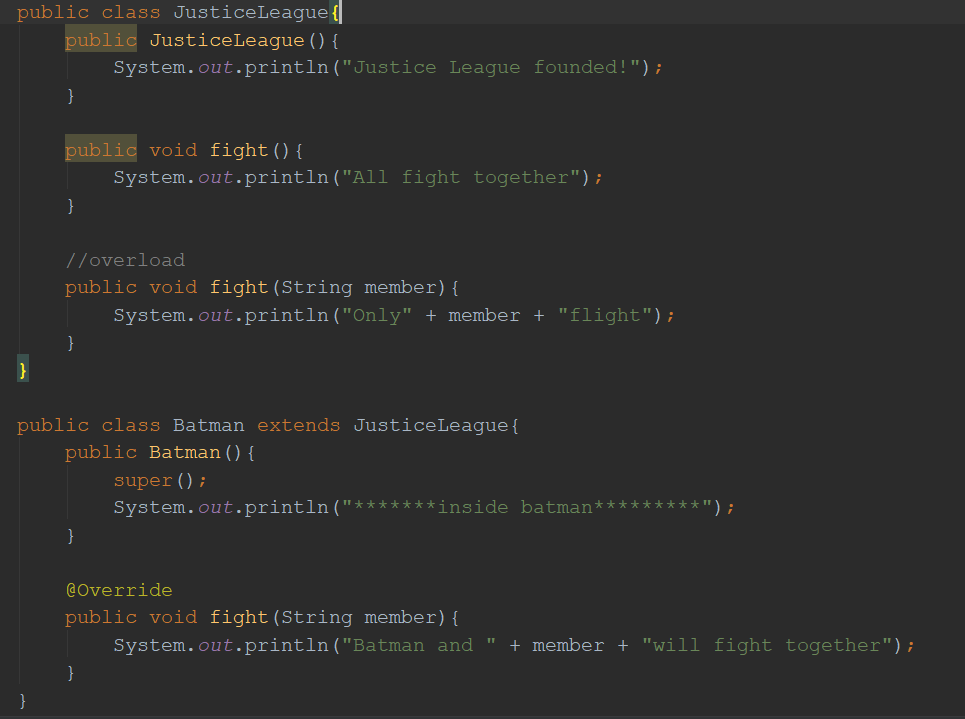 public class JusticeLeague{
    public JusticeLeague(){
        System.out.println("Justice League founded!");
    }

    public void fight(){
        System.out.println("All fight together");
    }

    //overload
    public void fight(String member){
        System.out.println("Only" + member + "flight");
    }
}

public class Batman extends JusticeLeague{
    public Batman(){
        super();
        System.out.println("*******inside batman*********");
    }

    @Override
    public void fight(String member){
        System.out.println("Batman and " + member + "will fight together");
    }
}